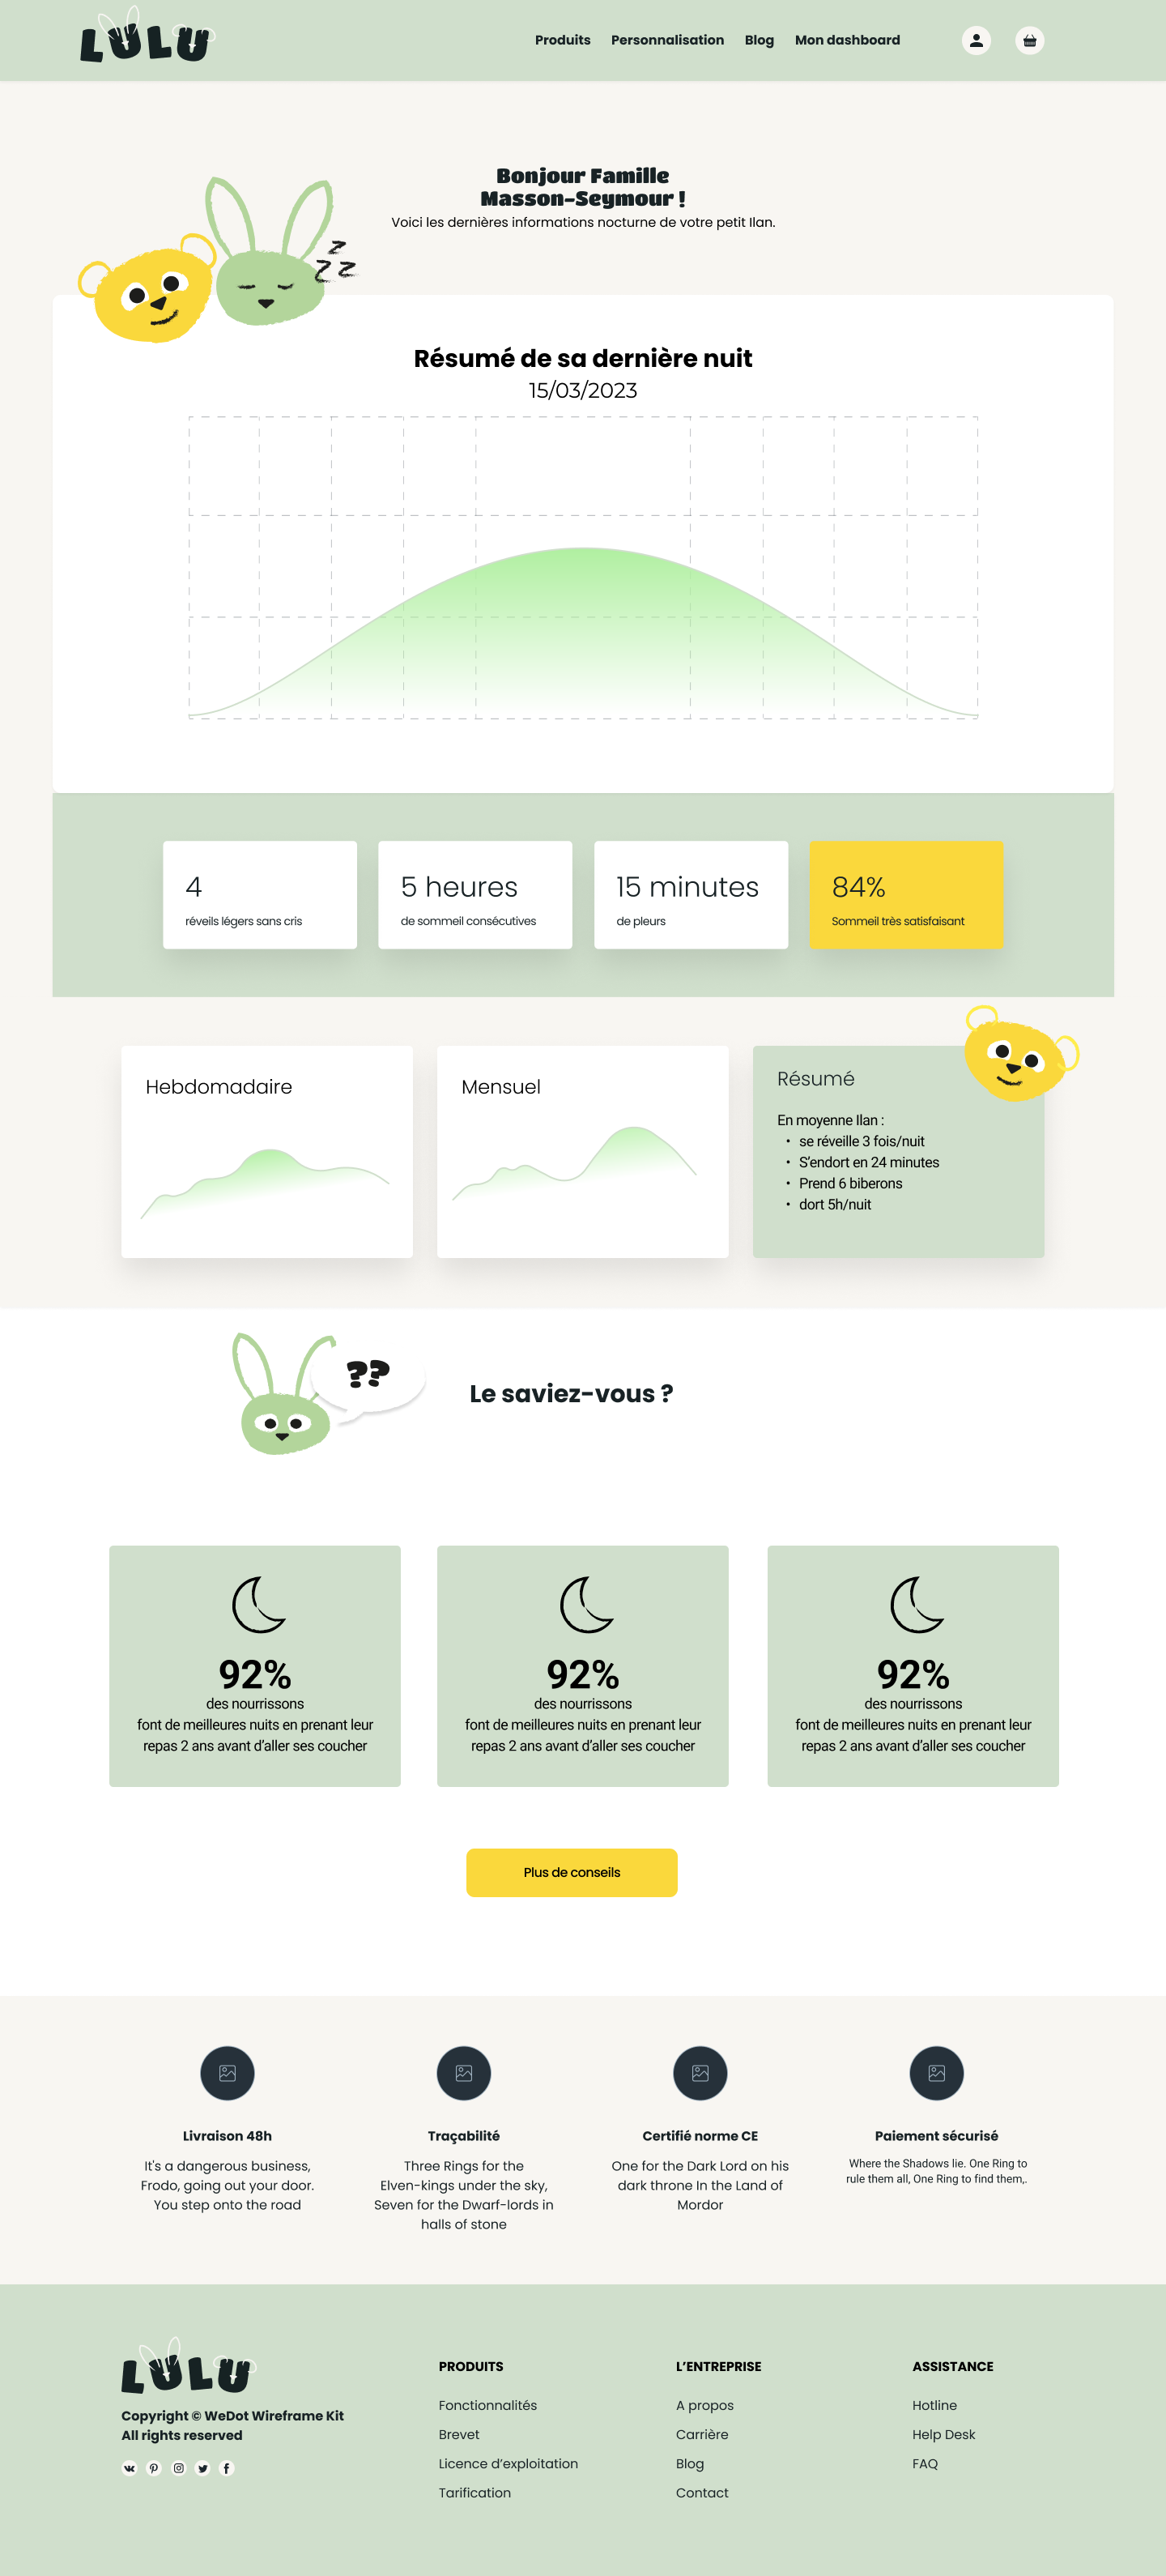 LULU
Produits Personnalisation Blog Mon dashboard
Bonjour Famille
Masson-Seymour !
Voici les dernières informations nocturne de votre petit Ilan.
z
z z
Résumé de sa dernière nuit
15/03/2023
4
réveils légers sans cris
5 heures
de sommeil consécutives
15 minutes
de pleurs
84%
Sommeil très satisfaisant
Hebdomadaire
Mensuel
Résumé
En moyenne Ilan :
• se réveille 3 fois/nuit
• S’endort en 24 minutes
• Prend 6 biberons
• dort 5h/nuit
??
Le saviez-vous ?
92%
des nourrissons
font de meilleures nuits en prenant leur
repas 2 ans avant d’aller ses coucher
92%
des nourrissons
font de meilleures nuits en prenant leur
repas 2 ans avant d’aller ses coucher
92%
des nourrissons
font de meilleures nuits en prenant leur
repas 2 ans avant d’aller ses coucher
Plus de conseils
Livraison 48h
It's a dangerous business,
Frodo, going out your door.
You step onto the road
Traçabilité
Three Rings for the
Elven-kings under the sky,
Seven for the Dwarf-lords in
halls of stone
Certifié norme CE
One for the Dark Lord on his
dark throne In the Land of
Mordor
Paiement sécurisé
Where the Shadows lie. One Ring to
rule them all, One Ring to find them,.
LULU
Copyright © WeDot Wireframe Kit
All rights reserved
PRODUITS
Fonctionnalités
Brevet
Licence d’exploitation
Tarification
L’ENTREPRISE
A propos
Carrière
Blog
Contact
ASSISTANCE
Hotline
Help Desk
FAQ